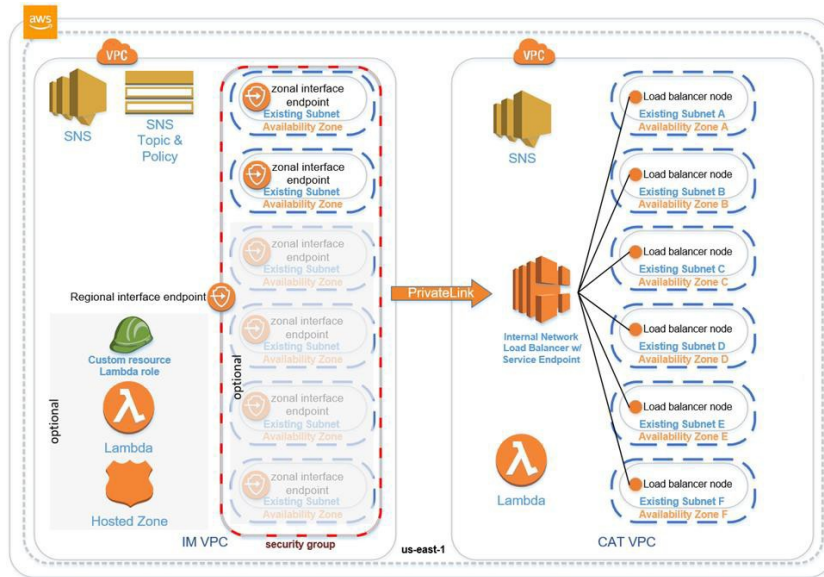 aws
VPC
SNS
SNS
Topic &
Policy
zonal interface
endpoint
Existing Subnet
Availability Zone
zonal interface
endpoint
Existing Subnet
Availability Zone
zonal interface
endpoint
Existing Subnet
Availability Zone
zonal interface
endpoint
Existing Subnet
Availability Zone
zonal interface
endpoint
Existing Subnet
Availability Zone
zonal interface
endpoint
Existing Subnet
Availability Zone
optional
Regional interface endpoint
optional
Custom resource
Lambda role
Lambda
Hosted Zone
IM VPC
security group
PrivateLink
us-east-1
VPC
SNS
Internal Network
Load Balancer w/
Service Endpoint
Lambda
Load balancer node
Existing Subnet A
Availability Zone A
Load balancer node
Existing Subnet B
Availability Zone B
Load balancer node
Existing Subnet C
Availability Zone C
Load balancer node
Existing Subnet D
Availability Zone D
Load balancer node
Existing Subnet E
Availability Zone E
Load balancer node
Existing Subnet F
Availability Zone F
CAT VPC